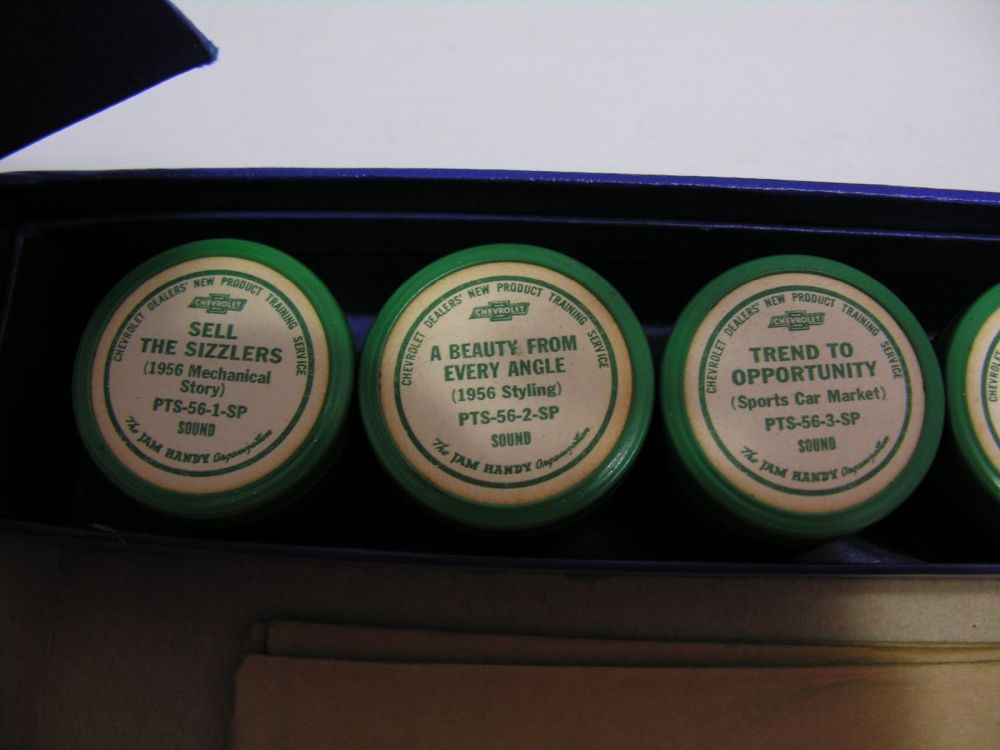 CHEVROLET DEALERS' NEW PRODUCT TRAINING SERVICE
CHEVROLET
SELL
THE SIZZLERS
(1956 Mechanical
Story)
PTS-56-1-SP
SOUND
The JAM HANDY Organization
CHEVROLET DEALERS' NEW PRODUCT TRAINING SERVICE
CHEVROLET
A BEAUTY FROM
EVERY ANGLE
(1956 Styling)
PTS-56-2-SP
SOUND
The JAM HANDY Organization
CHEVROLET DEALERS' NEW PRODUCT TRAINING SERVICE
CHEVROLET
TREND TO
OPPORTUNITY
(Sports Car Market)
PTS-56-3-SP
SOUND
The JAM HANDY Organization